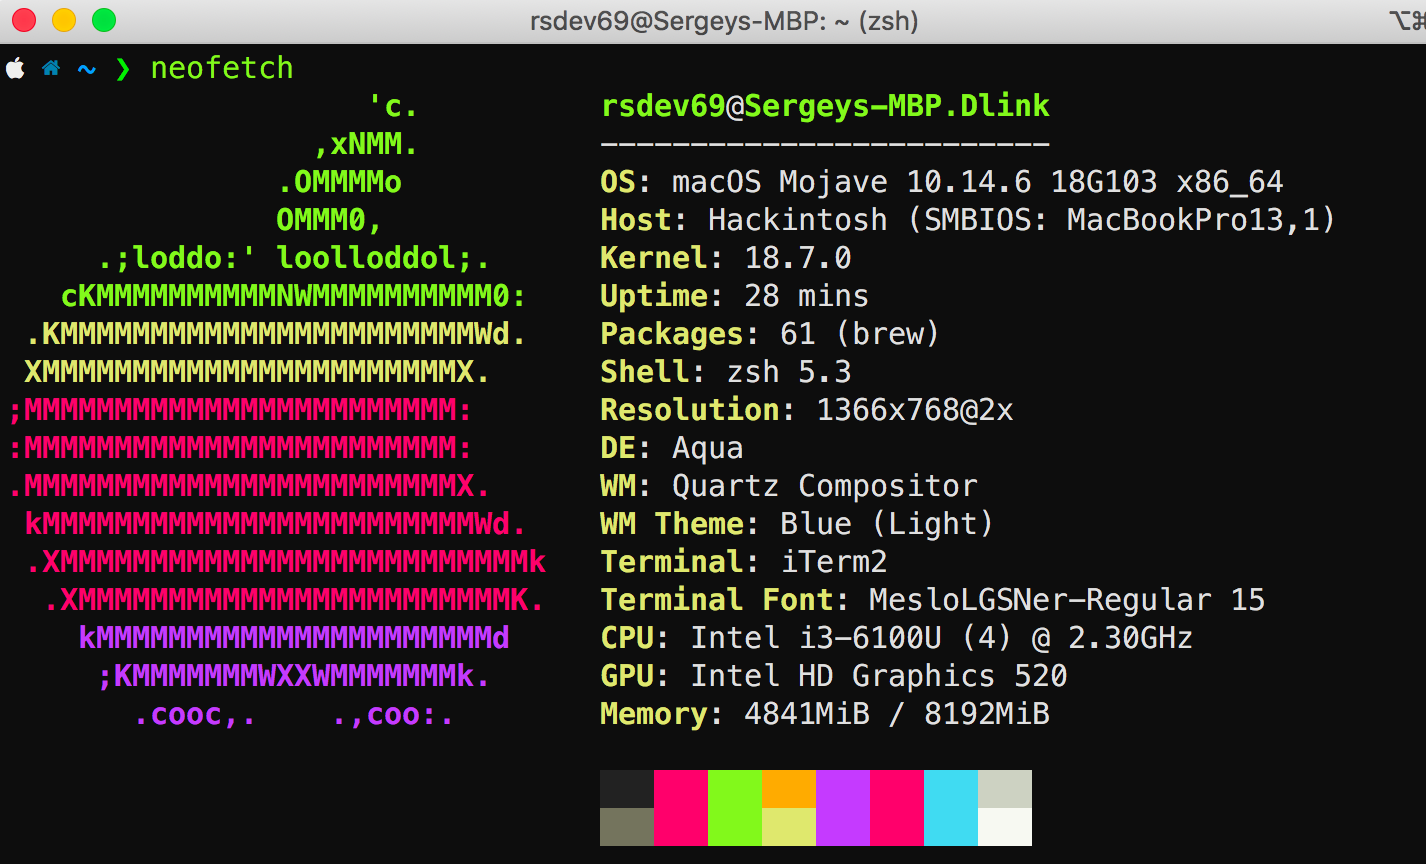 rsdev69@Sergeys-MBP: ~ (zsh) ⌥⌘
~ ❯ neofetch
'c. rsdev69@Sergeys-MBP.Dlink
,xNMM. -------------------------
.OMMMMo OS: macOS Mojave 10.14.6 18G103 x86_64
OMMM0, Host: Hackintosh (SMBIOS: MacBookPro13,1)
.;loddo:' loolloddol;. Kernel: 18.7.0
cKMMMMMMMMMMNWMMMMMMMMMM0: Uptime: 28 mins
.KMMMMMMMMMMMMMMMMMMMMMMMWd. Packages: 61 (brew)
XMMMMMMMMMMMMMMMMMMMMMMMX. Shell: zsh 5.3
;MMMMMMMMMMMMMMMMMMMMMMMM: Resolution: 1366x768@2x
:MMMMMMMMMMMMMMMMMMMMMMMM: DE: Aqua
.MMMMMMMMMMMMMMMMMMMMMMMMX. WM: Quartz Compositor
kMMMMMMMMMMMMMMMMMMMMMMMMWd. WM Theme: Blue (Light)
.XMMMMMMMMMMMMMMMMMMMMMMMMMMk Terminal: iTerm2
.XMMMMMMMMMMMMMMMMMMMMMMMMK. Terminal Font: MesloLGSNer-Regular 15
kMMMMMMMMMMMMMMMMMMMMMMd CPU: Intel i3-6100U (4) @ 2.30GHz
;KMMMMMMMWXXWMMMMMMMk. GPU: Intel HD Graphics 520
.cooc,. .,coo:. Memory: 4841MiB / 8192MiB